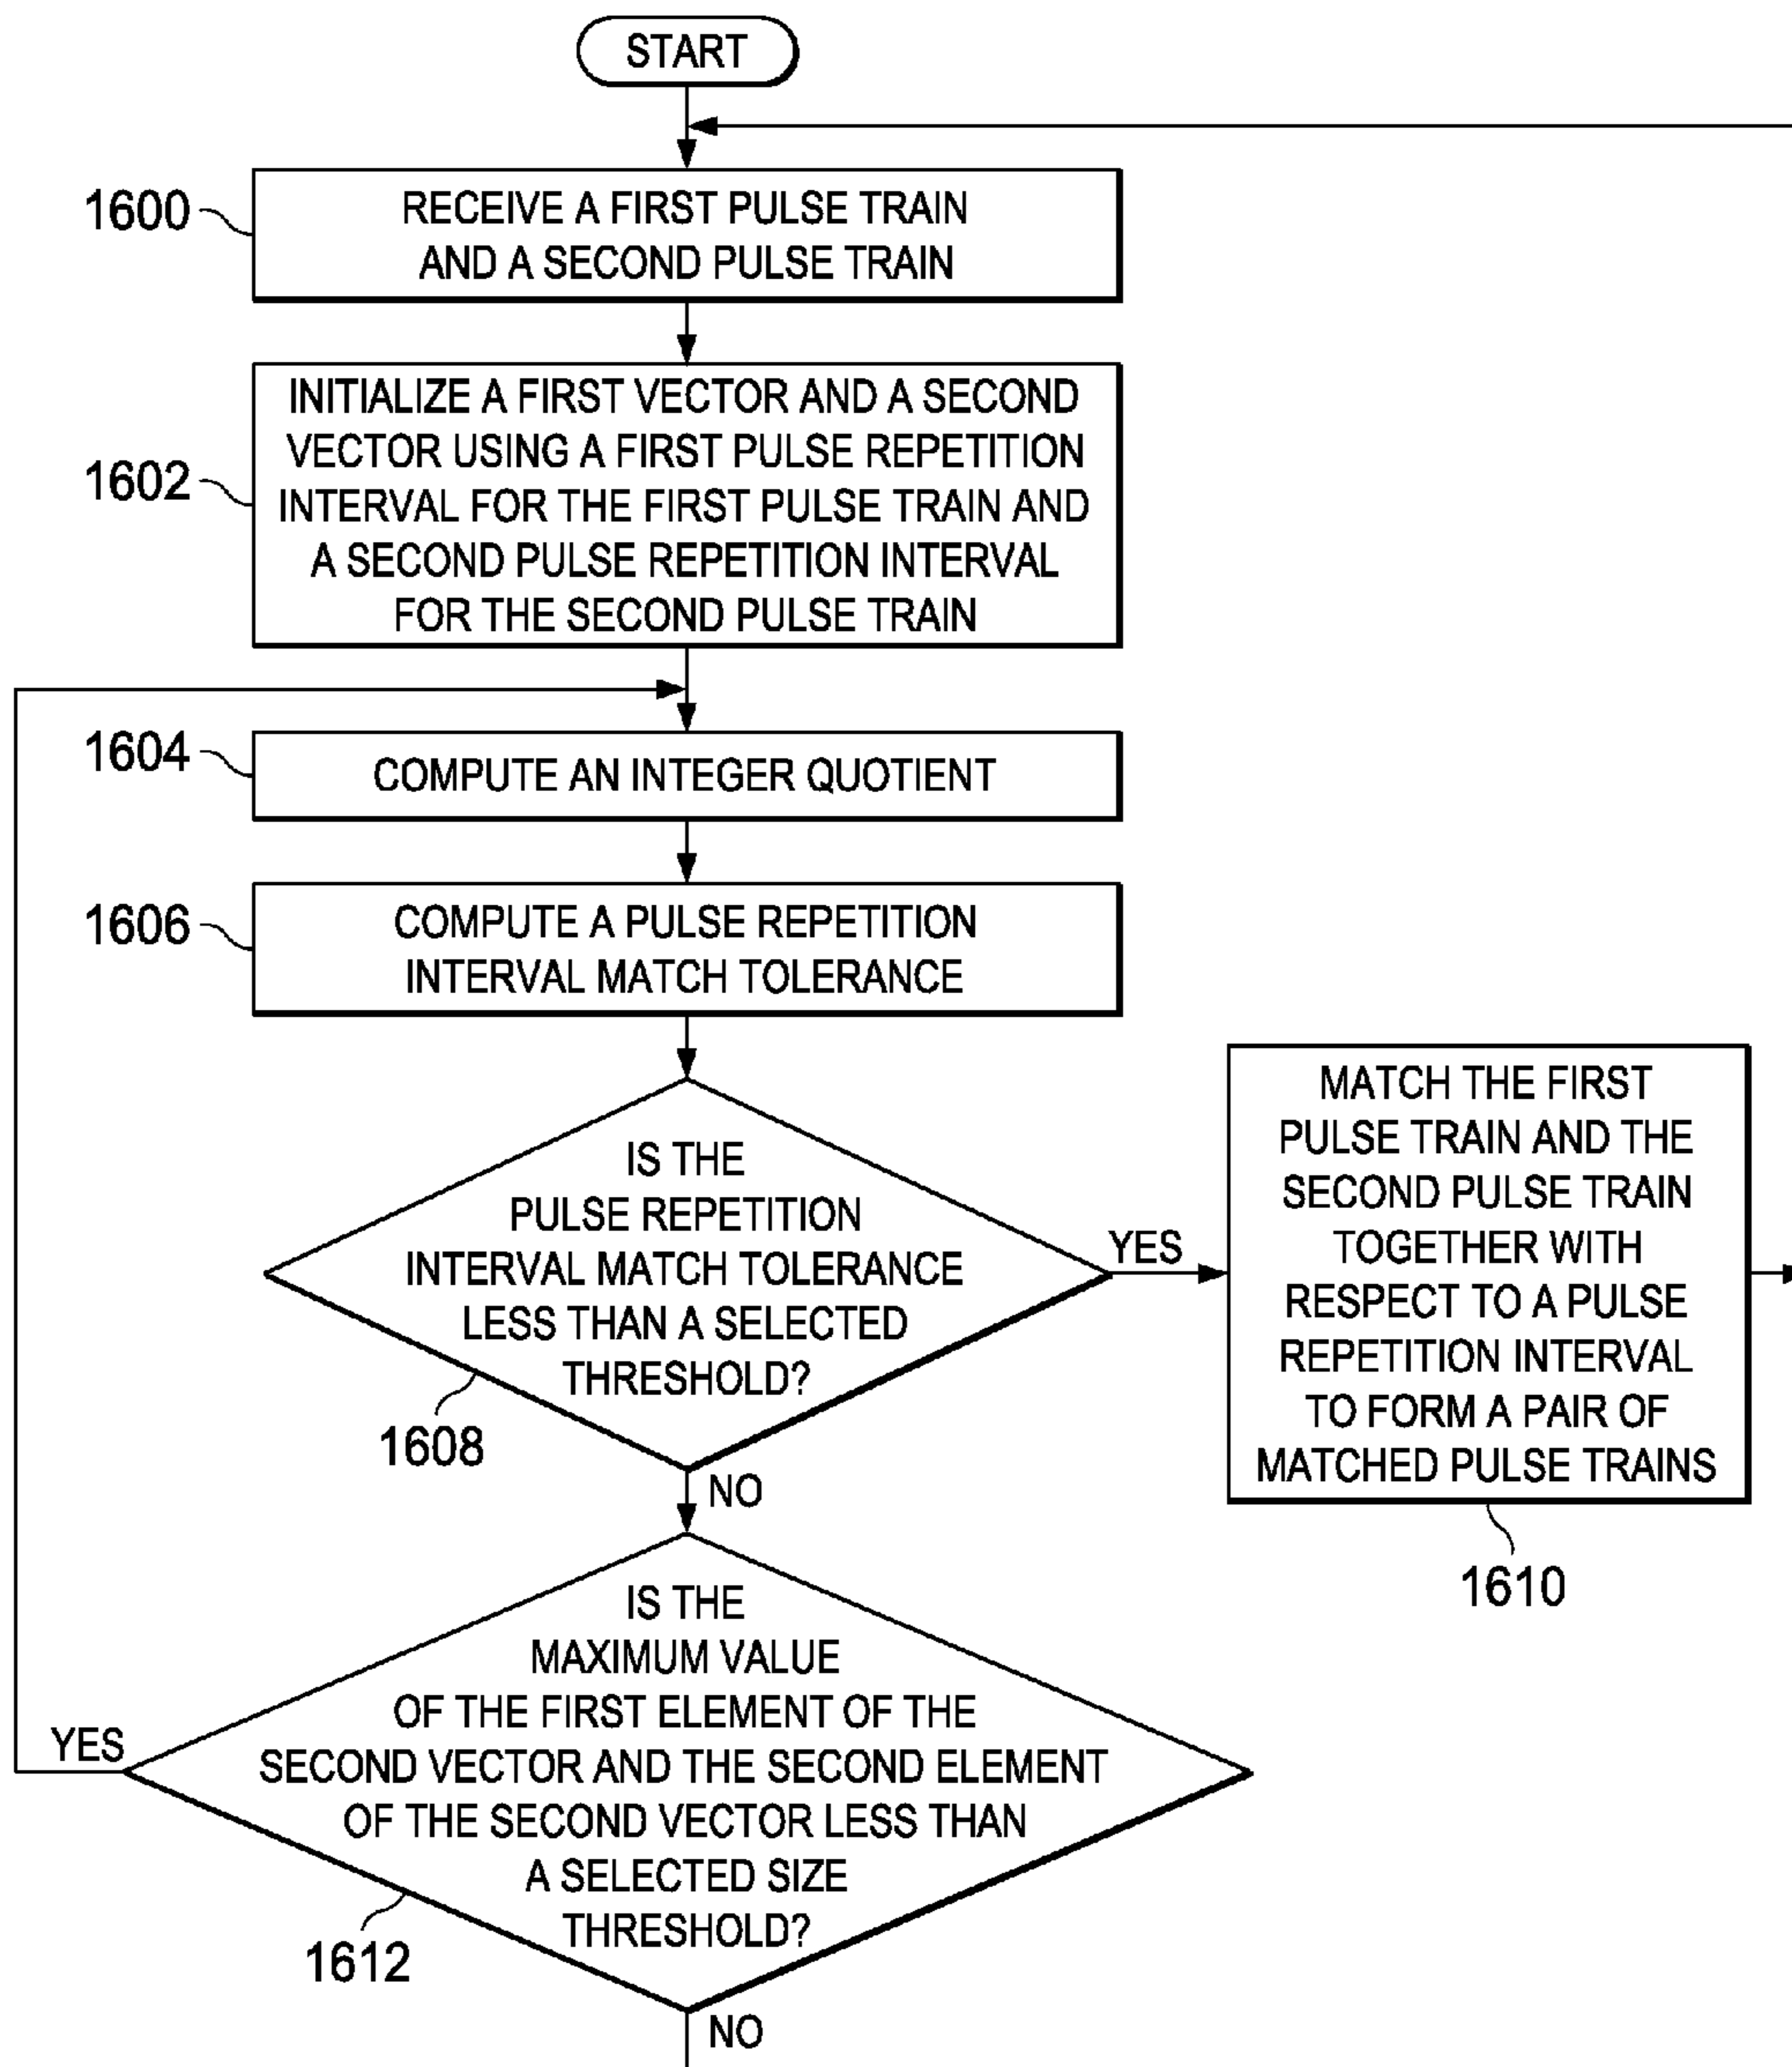 START
1600
RECEIVE A FIRST PULSE TRAIN
AND A SECOND PULSE TRAIN
1602
INITIALIZE A FIRST VECTOR AND A SECOND
VECTOR USING A FIRST PULSE REPETITION
INTERVAL FOR THE FIRST PULSE TRAIN AND
A SECOND PULSE REPETITION INTERVAL
FOR THE SECOND PULSE TRAIN
1604
COMPUTE AN INTEGER QUOTIENT
1606
COMPUTE A PULSE REPETITION
INTERVAL MATCH TOLERANCE
IS THE
PULSE REPETITION
INTERVAL MATCH TOLERANCE
LESS THAN A SELECTED
THRESHOLD?
1608
YES
MATCH THE FIRST
PULSE TRAIN AND THE
SECOND PULSE TRAIN
TOGETHER WITH
RESPECT TO A PULSE
REPETITION INTERVAL
TO FORM A PAIR OF
MATCHED PULSE TRAINS
1610
NO
IS THE
MAXIMUM VALUE
OF THE FIRST ELEMENT OF THE
SECOND VECTOR AND THE SECOND ELEMENT
OF THE SECOND VECTOR LESS THAN
A SELECTED SIZE
THRESHOLD?
YES
1612
NO